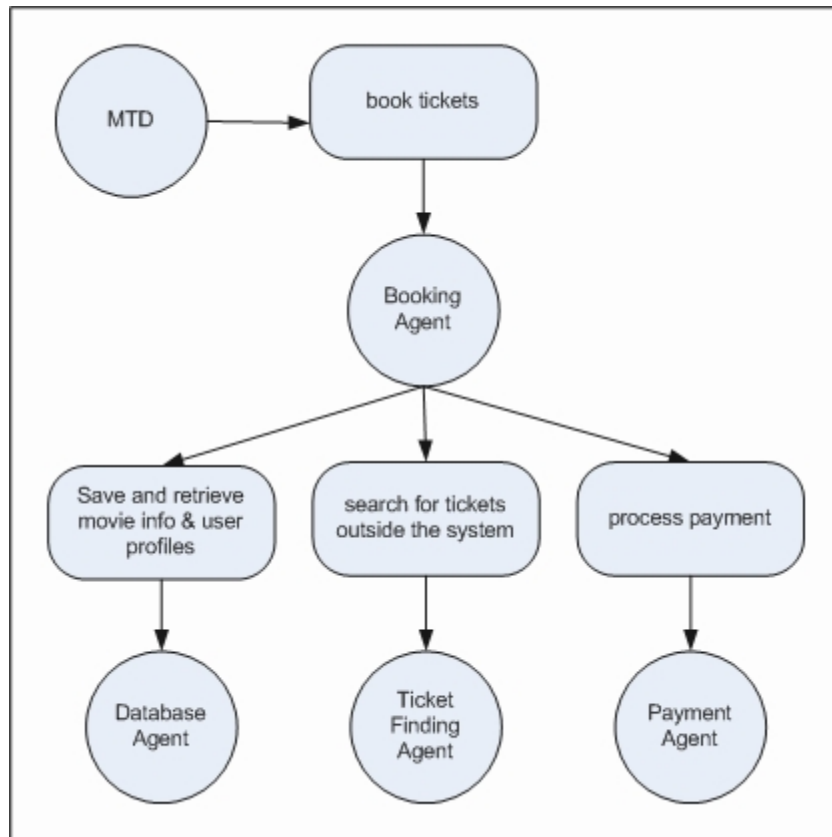 MTD
book tickets
Booking
Agent
Save and retrieve
movie info & user
profiles
search for tickets
outside the system
process payment
Database
Agent
Ticket
Finding
Agent
Payment
Agent